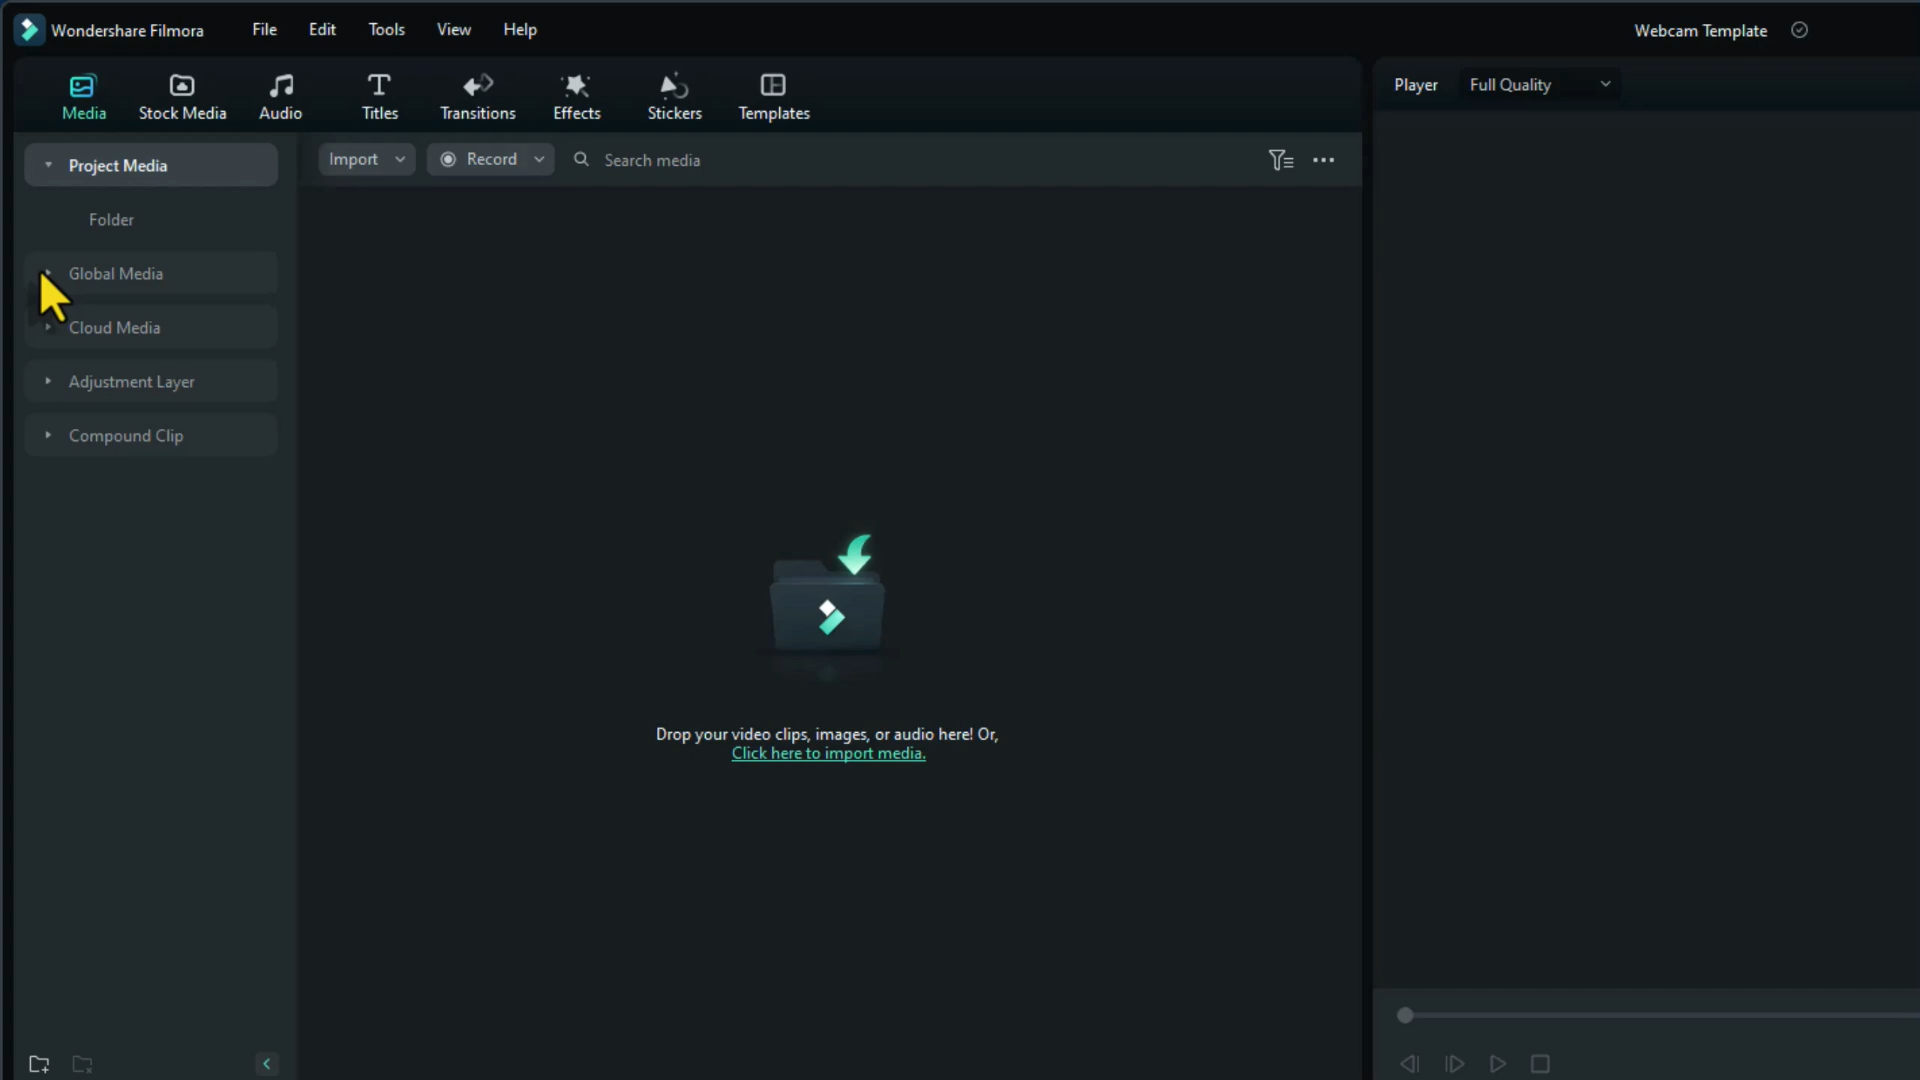 Wondershare Filmora File Edit Tools View Help Webcam Template
Media Stock Media Audio Titles Transitions Effects Stickers Templates
Player Full Quality
Project Media
Import Record Search media
Folder
Global Media
Cloud Media
Adjustment Layer
Compound Clip
Drop your video clips, images, or audio here! Or,
Click here to import media.